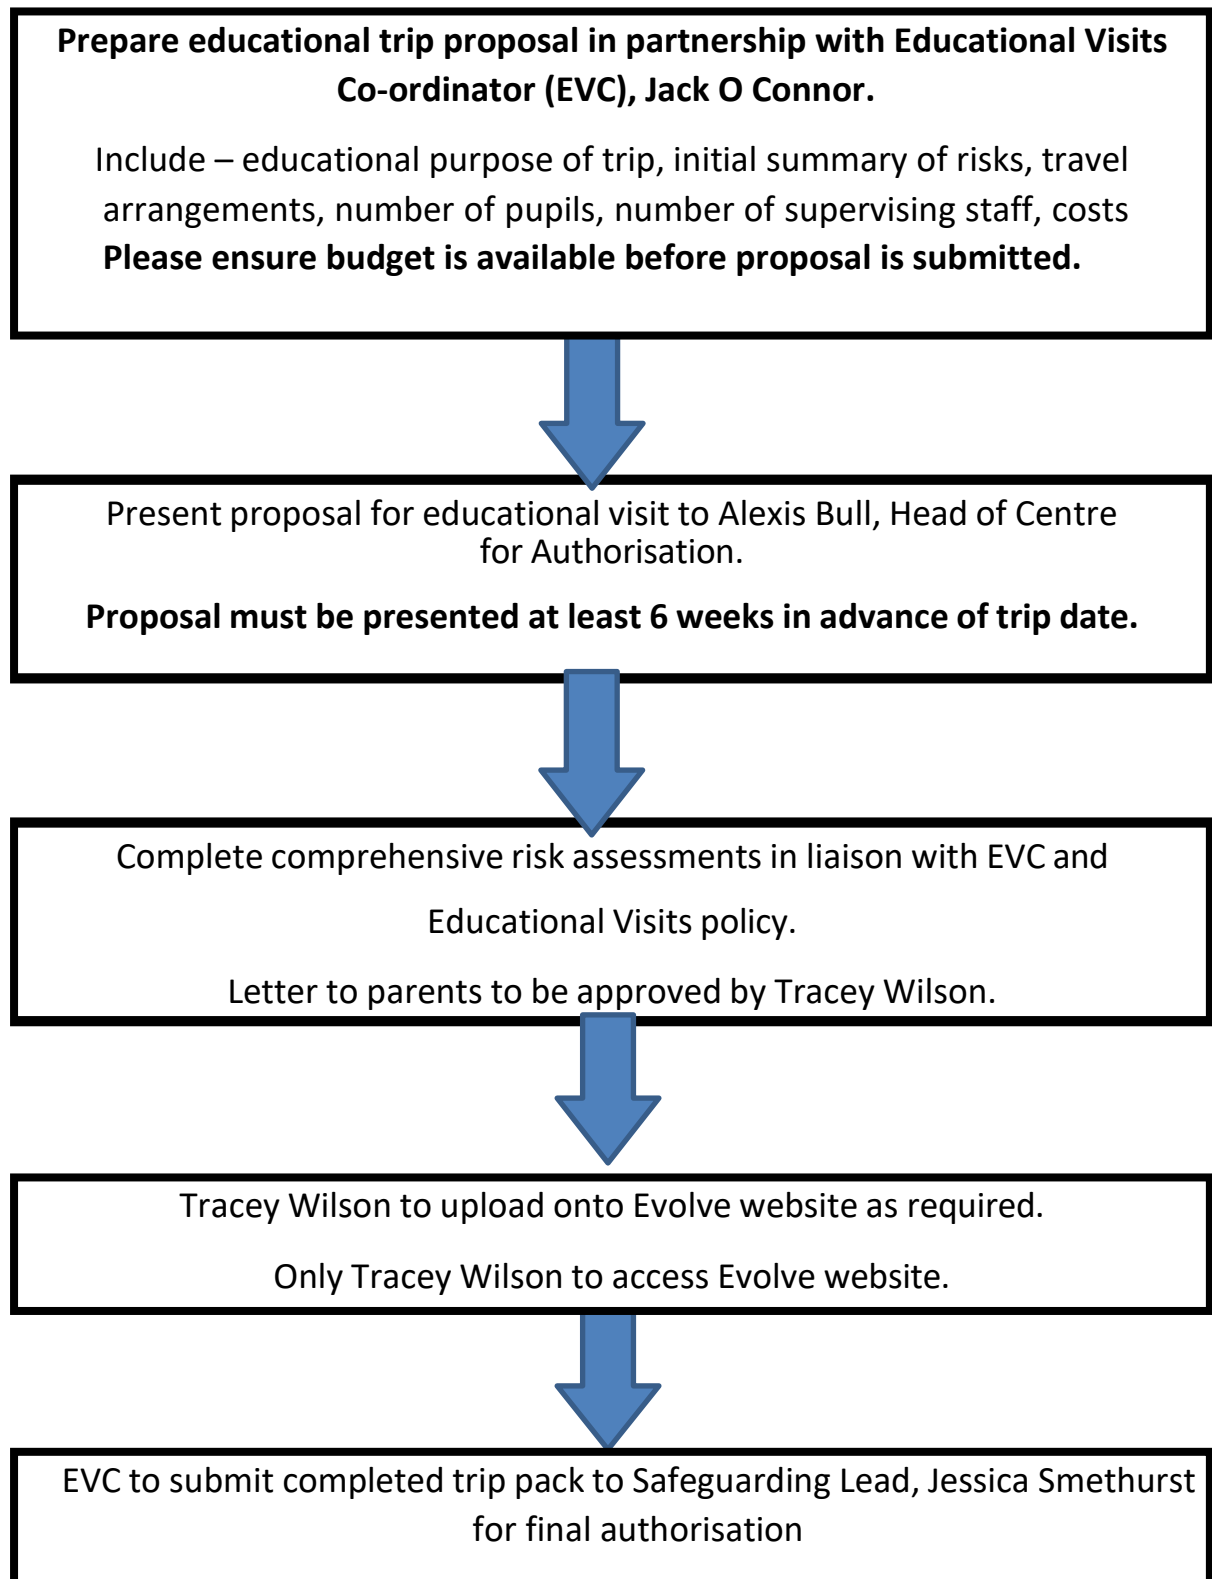 Prepare educational trip proposal in partnership with Educational Visits
Co-ordinator (EVC), Jack O Connor.
Include – educational purpose of trip, initial summary of risks, travel
arrangements, number of pupils, number of supervising staff, costs
Please ensure budget is available before proposal is submitted.
Present proposal for educational visit to Alexis Bull, Head of Centre
for Authorisation.
Proposal must be presented at least 6 weeks in advance of trip date.
Complete comprehensive risk assessments in liaison with EVC and
Educational Visits policy.
Letter to parents to be approved by Tracey Wilson.
Tracey Wilson to upload onto Evolve website as required.
Only Tracey Wilson to access Evolve website.
EVC to submit completed trip pack to Safeguarding Lead, Jessica Smethurst
for final authorisation